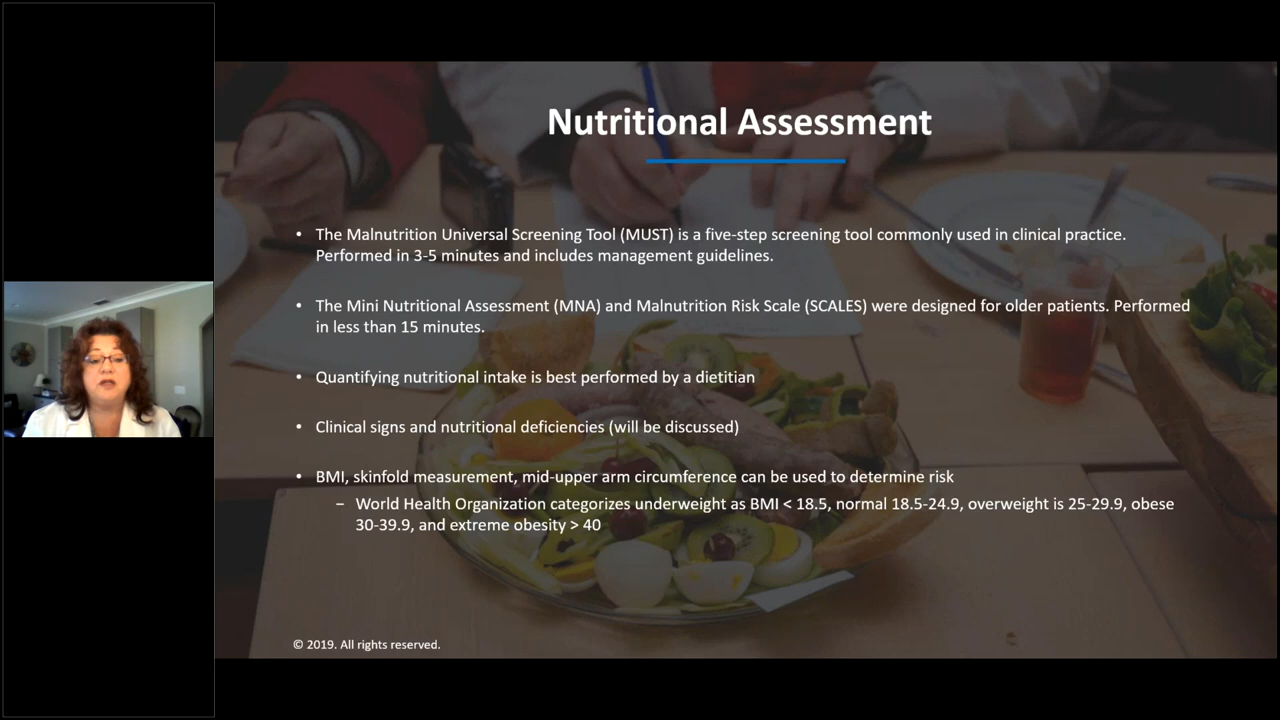 Nutritional Assessment
• The Malnutrition Universal Screening Tool (MUST) is a five-step screening tool commonly used in clinical practice.
Performed in 3-5 minutes and includes management guidelines.
• The Mini Nutritional Assessment (MNA) and Malnutrition Risk Scale (SCALES) were designed for older patients. Performed
in less than 15 minutes.
• Quantifying nutritional intake is best performed by a dietitian
• Clinical signs and nutritional deficiencies (will be discussed)
• BMI, skinfold measurement, mid-upper arm circumference can be used to determine risk
− World Health Organization categorizes underweight as BMI < 18.5, normal 18.5-24.9, overweight is 25-29.9, obese
30-39.9, and extreme obesity > 40
© 2019. All rights reserved.